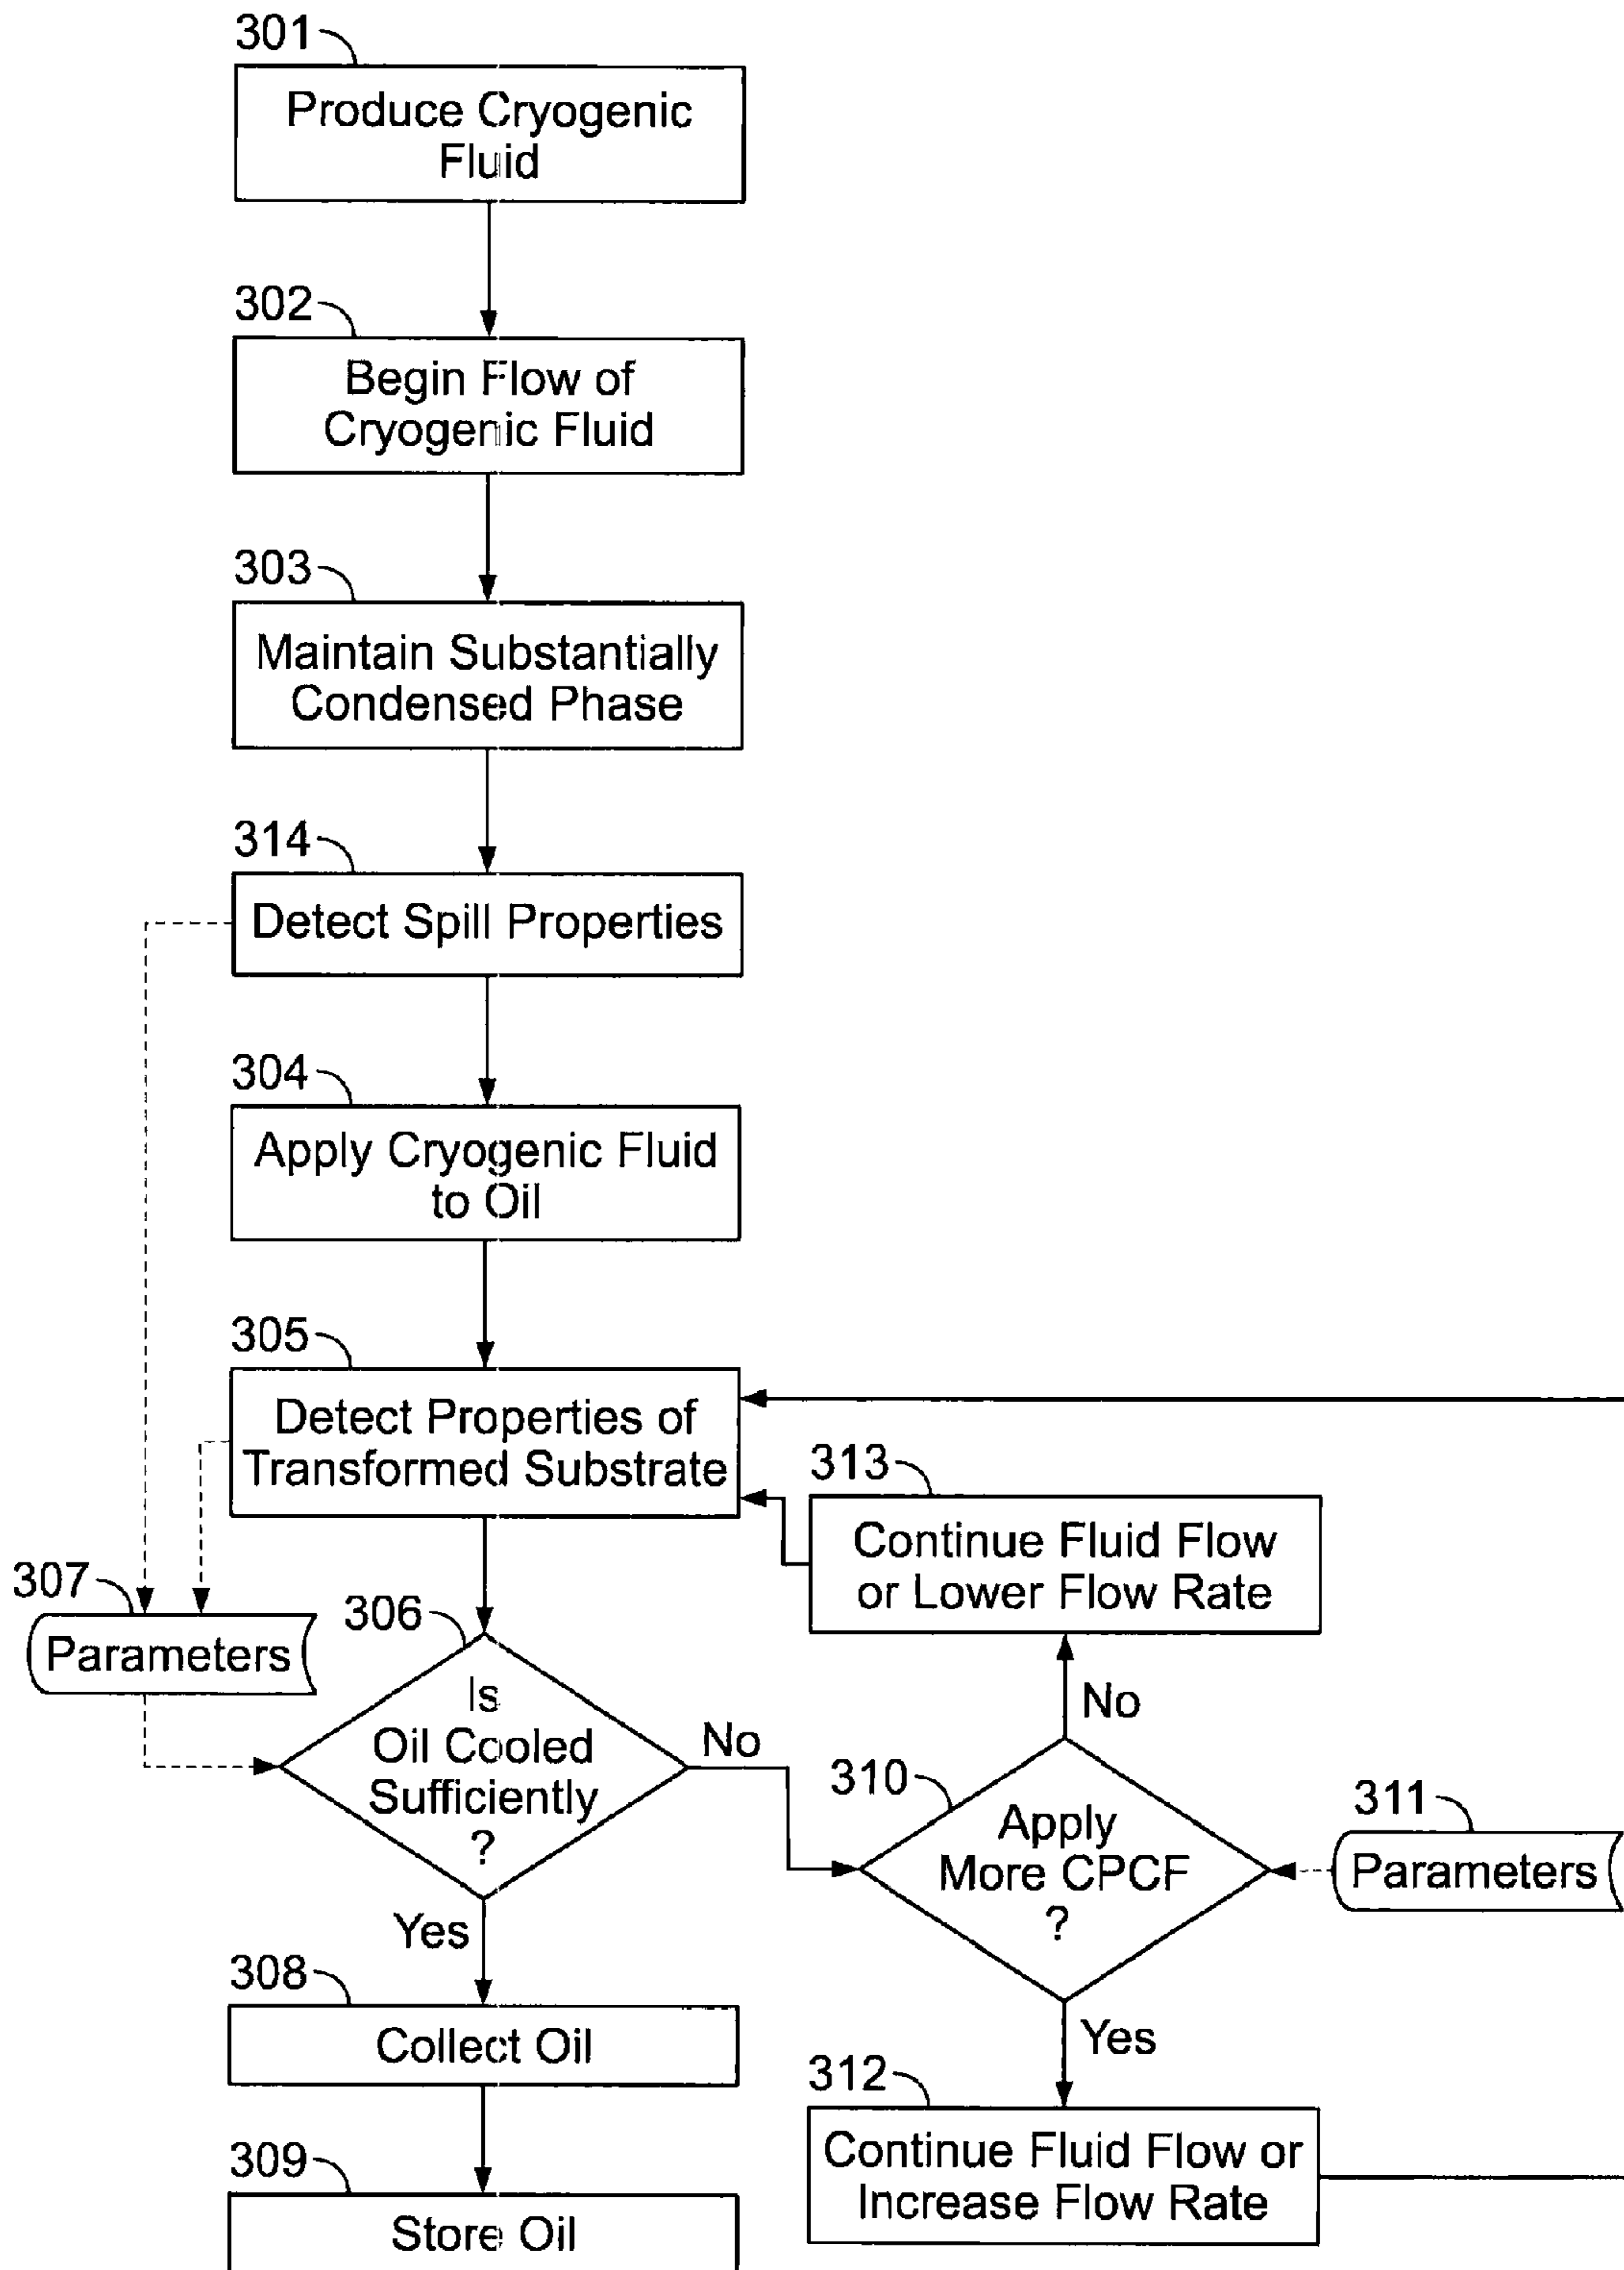 301
Produce Cryogenic
Fluid
302
Begin Flow of
Cryogenic Fluid
303
Maintain Substantially
Condensed Phase
314
Detect Spill Properties
304
Apply Cryogenic Fluid
to Oil
305
Detect Properties of
Transformed Substrate
313
Continue Fluid Flow
or Lower Flow Rate
307
Parameters
306
Is
Oil Cooled
Sufficiently
?
No
No
310
Apply
More CPCF
?
311
Parameters
Yes
308
Collect Oil
Yes
312
Continue Fluid Flow or
Increase Flow Rate
309
Store Oil